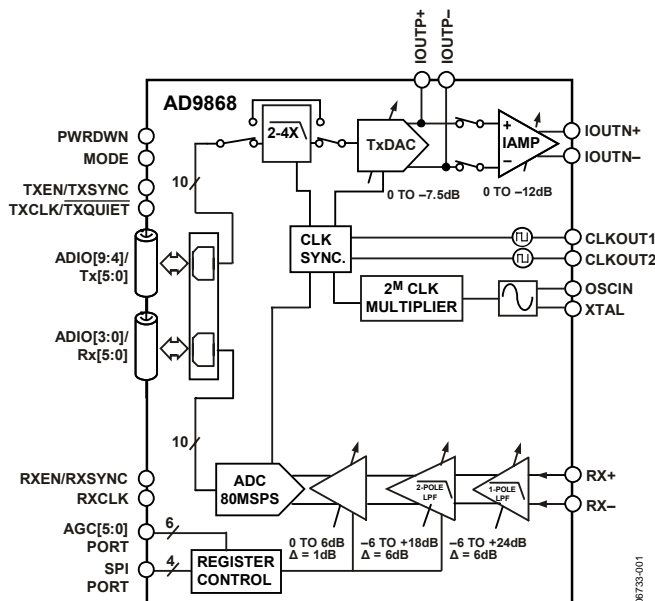 IOUTP+
IOUTP–
AD9868
PWRDWN
MODE
TXEN/TXSYNC
TXCLK/TXQUIET
ADIO[9:4]/
Tx[5:0]
ADIO[3:0]/
Rx[5:0]
RXEN/RXSYNC
RXCLK
AGC[5:0]
PORT
SPI
PORT
10
10
6
4
2-4X
TxDAC
IAMP
+
–
0 TO –7.5dB
0 TO –12dB
IOUTN+
IOUTN–
CLK
SYNC.
CLKOUT1
CLKOUT2
2M CLK
MULTIPLIER
OSCIN
XTAL
ADC
80MSPS
2-POLE
LPF
1-POLE
LPF
RX+
RX–
0 TO 6dB
Δ = 1dB
–6 TO +18dB
Δ = 6dB
–6 TO +24dB
Δ = 6dB
REGISTER
CONTROL
06733-001